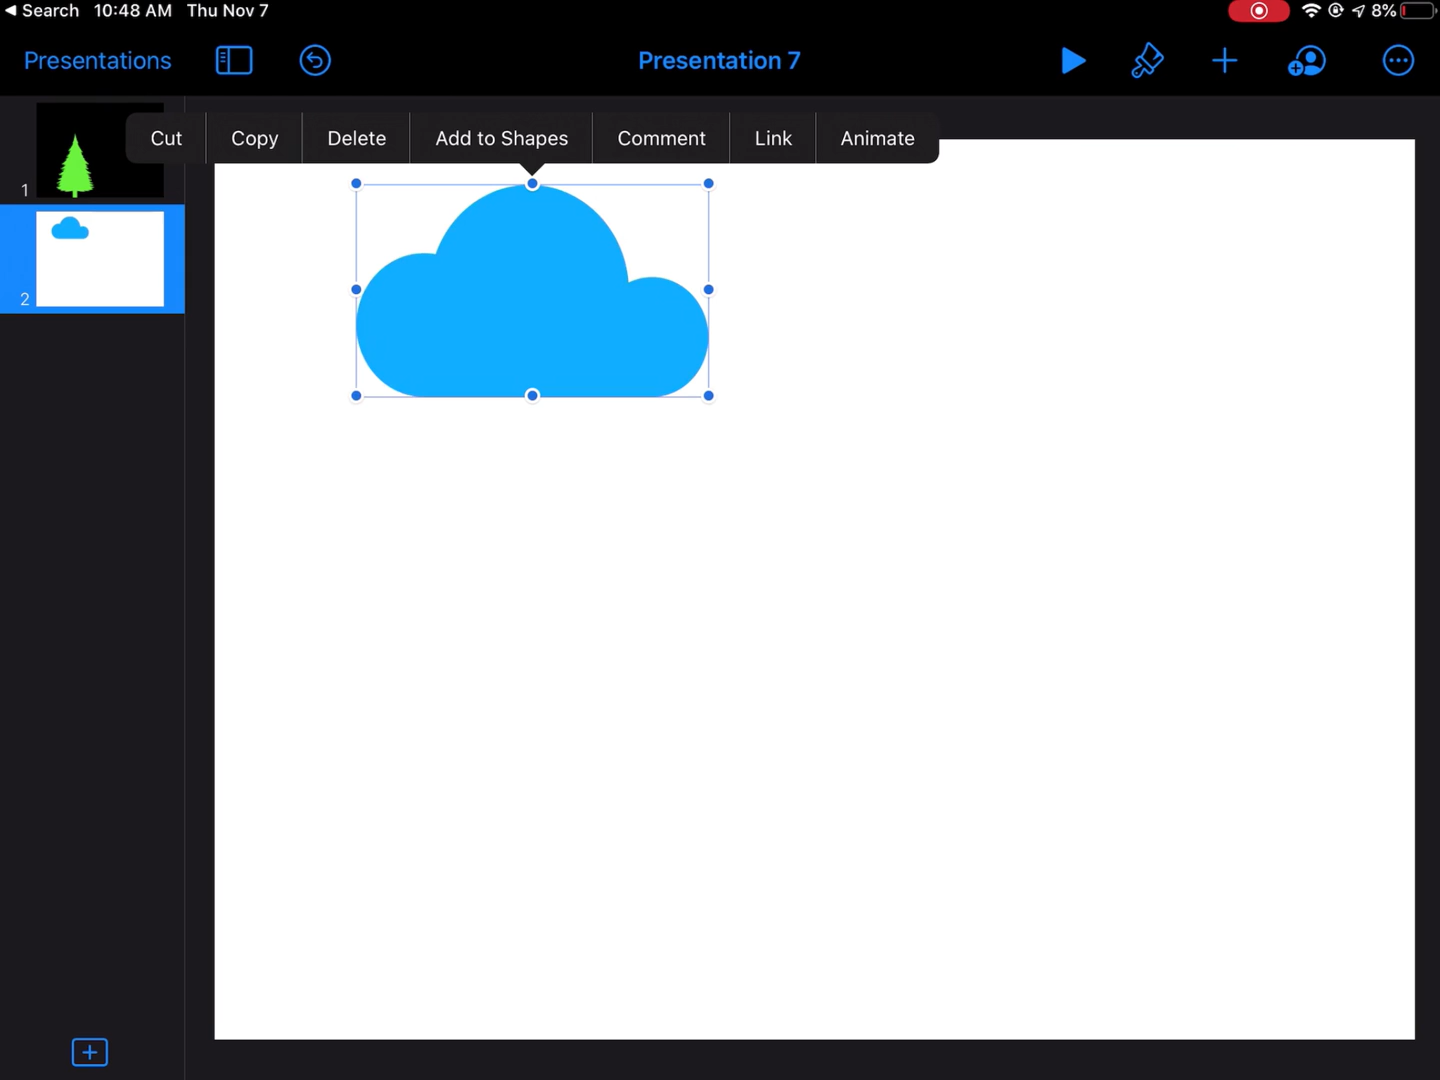 Search 10:48 AM Thu Nov 7 8%
Presentations Presentation 7
Cut Copy Delete Add to Shapes Comment Link Animate
1
2